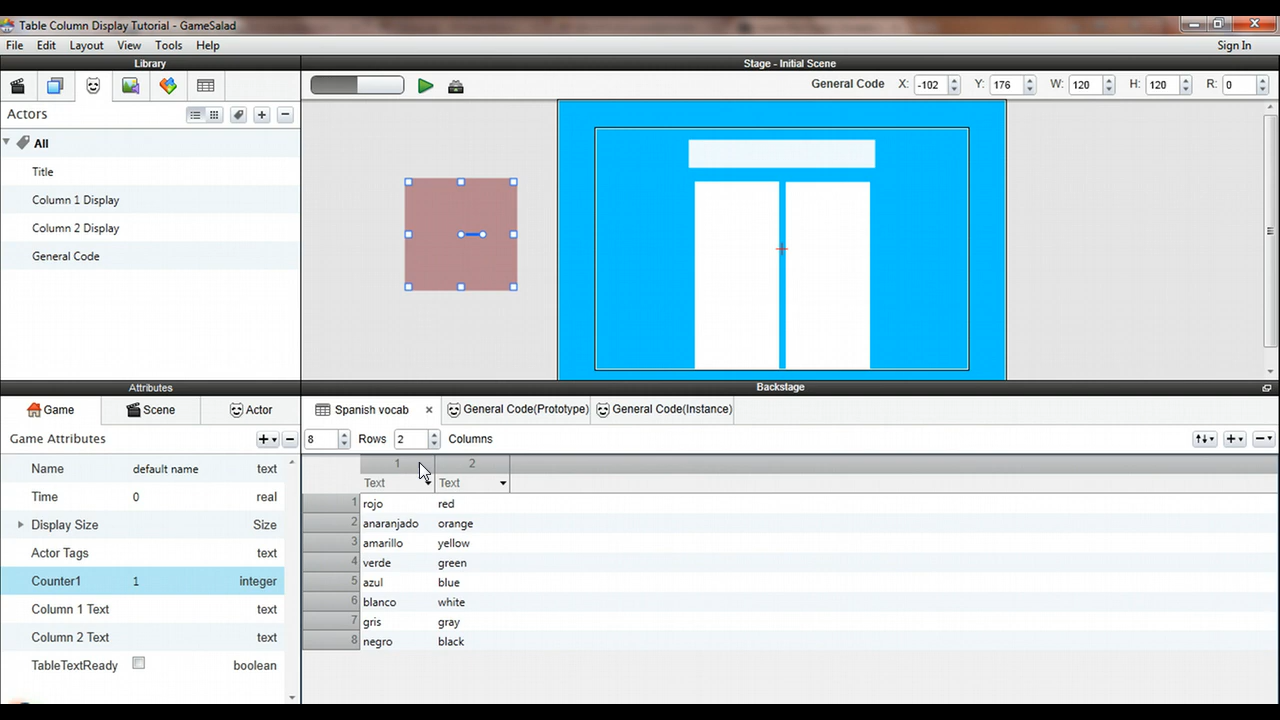 Table Column Display Tutorial - GameSalad
File Edit Layout View Tools Help Sign In
Library
Stage - Initial Scene
General Code X: -102 Y: 176 W: 120 H: 120 R: 0
Actors
All
Title
Column 1 Display
Column 2 Display
General Code
Attributes
Backstage
Game Scene Actor
Spanish vocab General Code(Prototype) General Code(Instance)
Game Attributes
8 Rows 2 Columns
Name default name text
Time 0 real
Display Size Size
Actor Tags text
Counter1 1 integer
Column 1 Text text
Column 2 Text text
TableTextReady boolean
1 2
Text Text
1 rojo red
2 anaranjado orange
3 amarillo yellow
4 verde green
5 azul blue
6 blanco white
7 gris gray
8 negro black